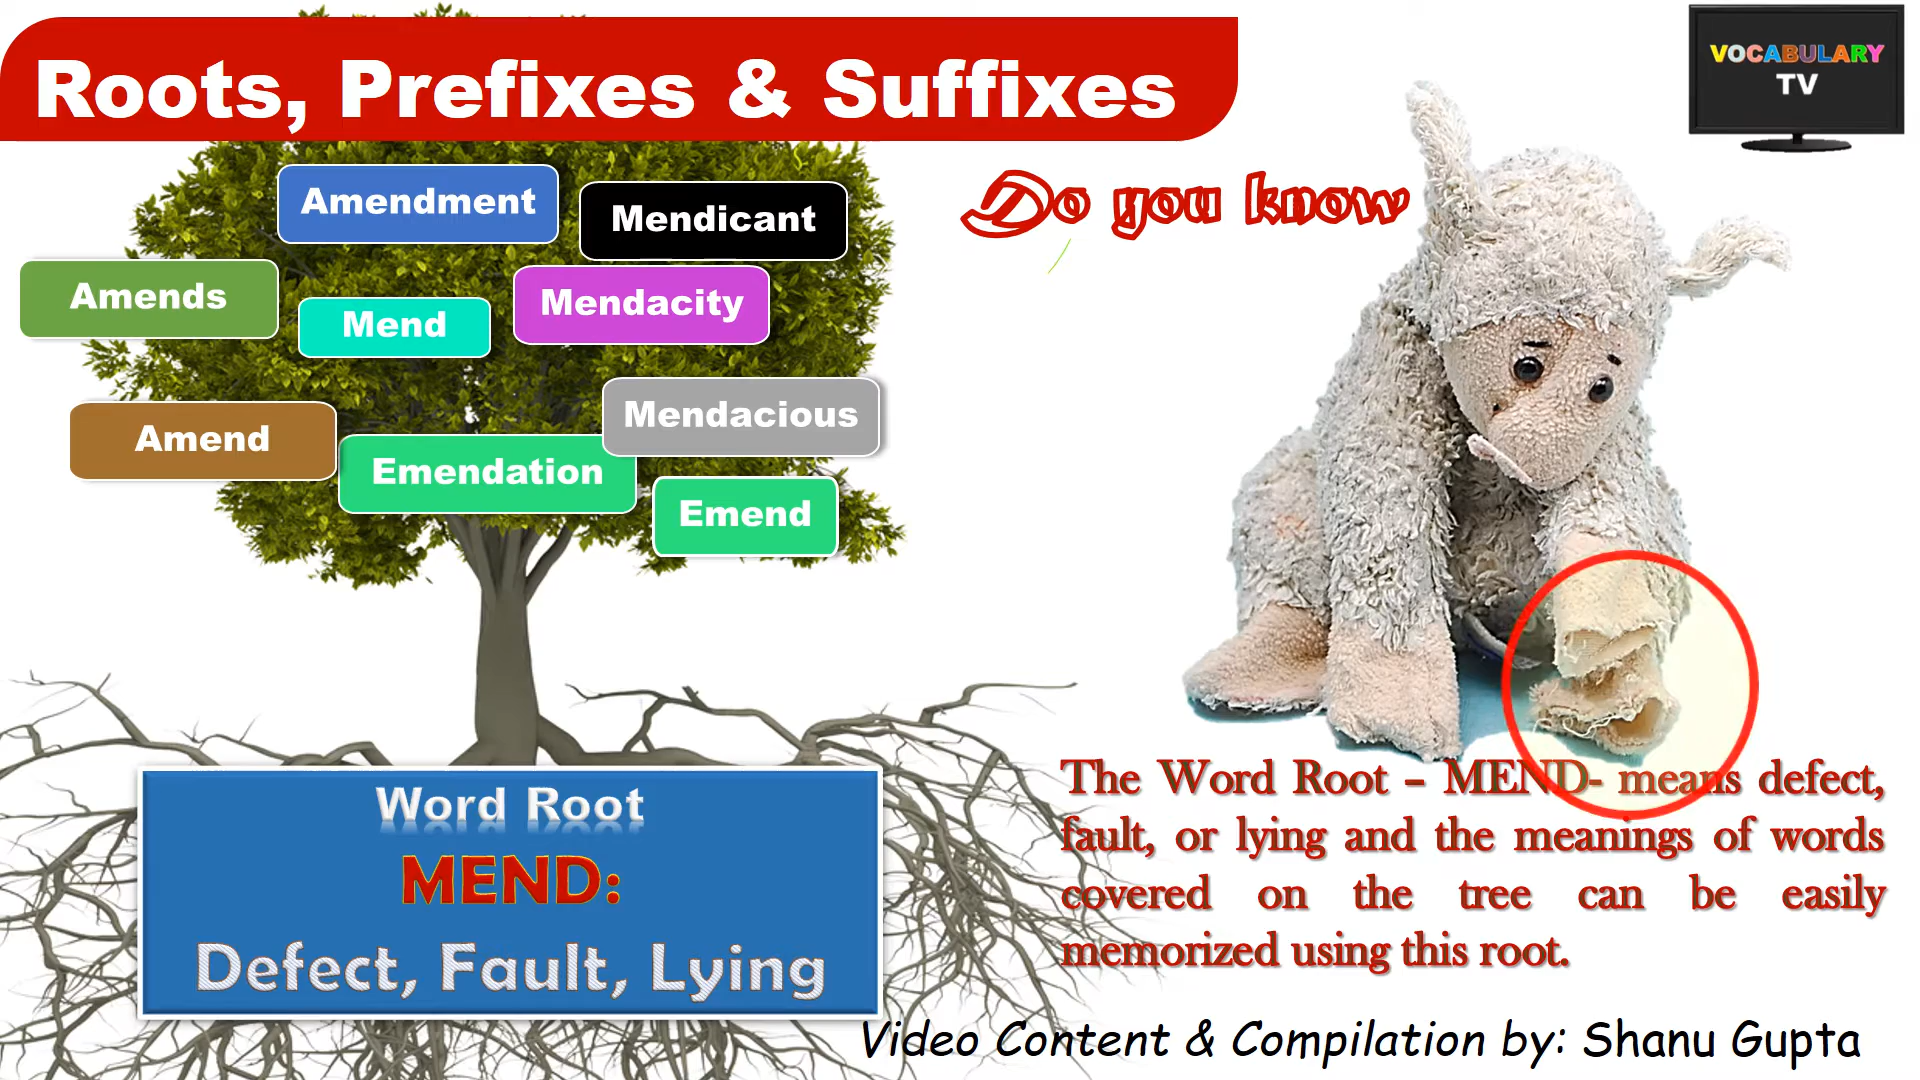 Roots, Prefixes & Suffixes
VOCABULARY
TV
Amendment
Mendicant
Do you know
Amends
Mend
Mendacity
Amend
Emendation
Mendacious
Emend
Word Root
MEND:
Defect, Fault, Lying
The Word Root – MEND- means defect,
fault, or lying and the meanings of words
covered on the tree can be easily
memorized using this root.
Video Content & Compilation by: Shanu Gupta